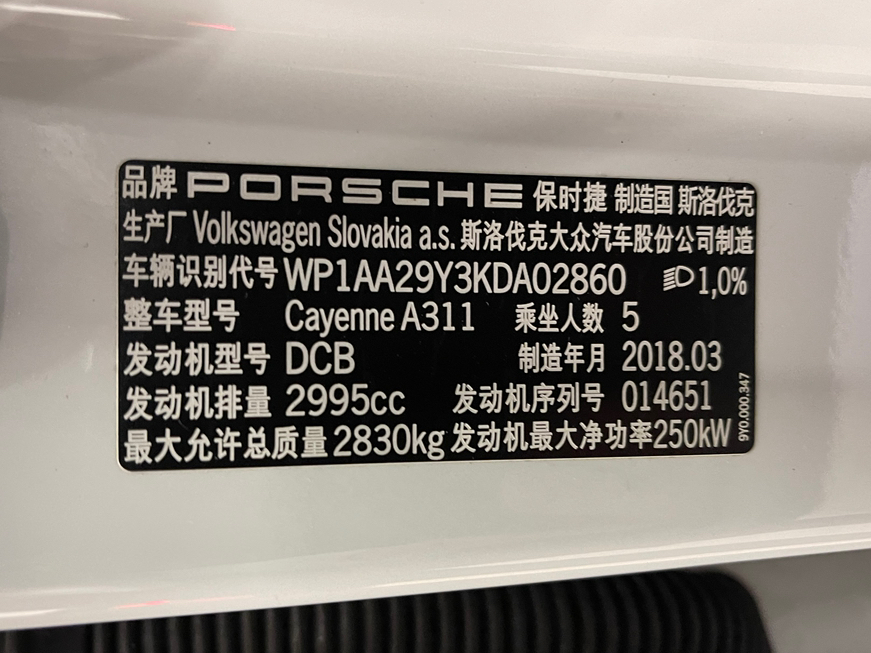 品牌 PORSCHE 保时捷 制造国 斯洛伐克
生产厂 Volkswagen Slovakia a.s. 斯洛伐克大众汽车股份公司制造
车辆识别代号 WP1AA29Y3KDA02860 1,0%
整车型号 Cayenne A311 乘坐人数 5
发动机型号 DCB 制造年月 2018.03
发动机排量 2995cc 发动机序列号 014651
最大允许总质量 2830kg 发动机最大净功率 250kW
9Y0.000.347